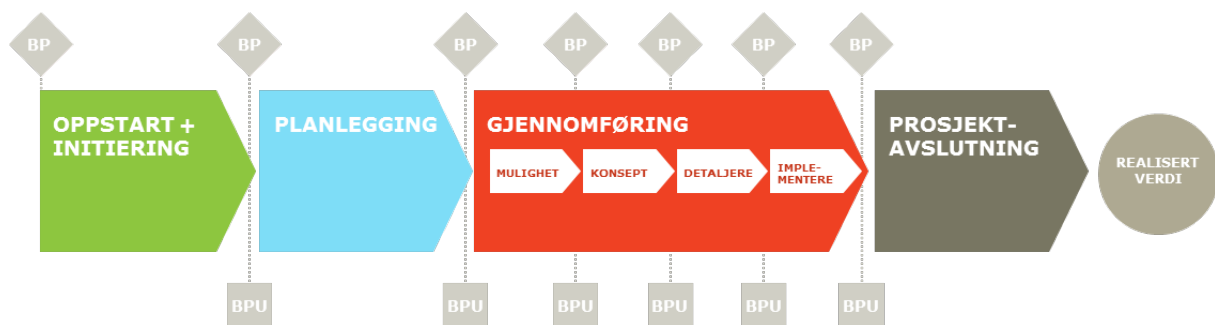 BP BP BP BP BP BP BP
OPPSTART +
INITIERING
PLANLEGGING
GJENNOMFØRING
MULIGHET
KONSEPT
DETALJERE
IMPLE-
MENTERE
PROSJEKT-
AVSLUTNING
REALISERT
VERDI
BPU BPU BPU BPU BPU BPU